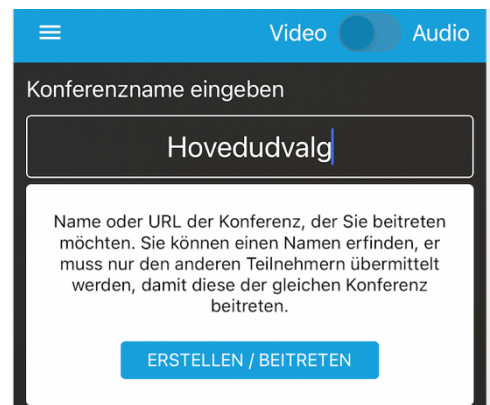 Video Audio
Konferenzname eingeben
Hovedudvalg
Name oder URL der Konferenz, der Sie beitreten
möchten. Sie können einen Namen erfinden, er
muss nur den anderen Teilnehmern übermittelt
werden, damit diese der gleichen Konferenz
beitreten.
ERSTELLEN / BEITRETEN